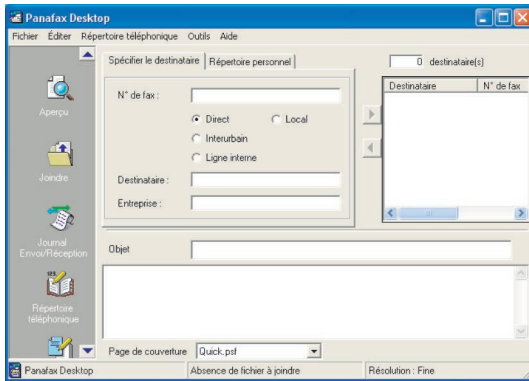 Panafax Desktop
Fichier Éditer Répertoire téléphonique Outils Aide
Spécifier le destinataire Répertoire personnel
0 destinataire(s)
N° de fax :
Direct Local
Interurbain
Ligne interne
Destinataire :
Entreprise :
Destinataire N° de fax
Aperçu
Joindre
Journal
Envoi/Réception
Répertoire
téléphonique
Objet
Page de couverture Quick.psf
Panafax Desktop Absence de fichier à joindre Résolution : Fine